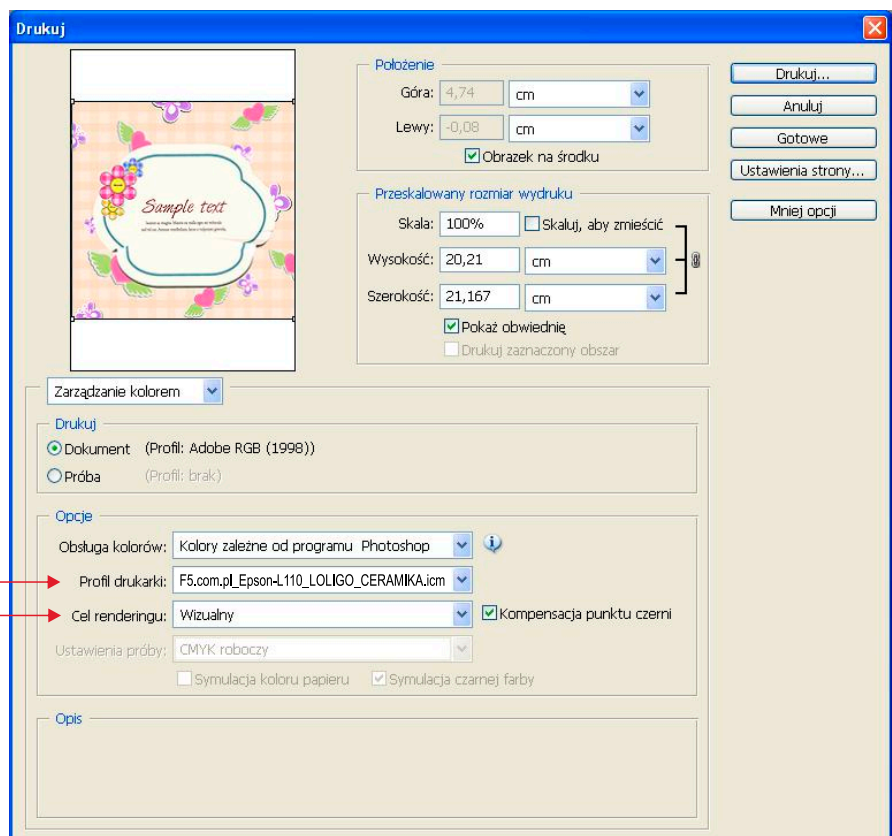 Drukuj
Położenie
Góra: 4,74 cm
Lewy: -0,08 cm
Obrazek na środku
Przeskalowany rozmiar wydruku
Skala: 100% Skaluj, aby zmieścić
Wysokość: 20,21 cm
Szerokość: 21,167 cm
Pokaż obwiednię
Drukuj zaznaczony obszar
Drukuj...
Anuluj
Gotowe
Ustawienia strony...
Mniej opcji
Sample text
Zarządzanie kolorem
Drukuj
Dokument (Profil: Adobe RGB (1998))
Próba (Profil: brak)
Opcje
Obsługa kolorów: Kolory zależne od programu Photoshop
Profil drukarki: F5.com.pl_Epson-L110_LOLIGO_CERAMIKA.icm
Cel renderingu: Wizualny Kompensacja punktu czerni
Ustawienia próby: CMYK roboczy
Symulacja koloru papieru Symulacja czarnej farby
Opis